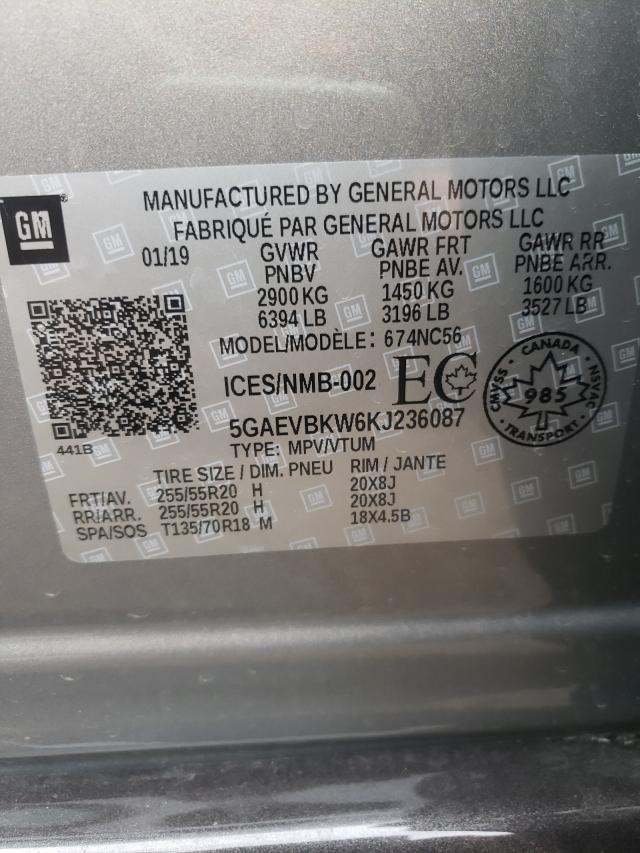 GM
MANUFACTURED BY GENERAL MOTORS LLC
FABRIQUÉ PAR GENERAL MOTORS LLC
01/19 GVWR GAWR FRT GAWR RR
PNBV PNBE AV. PNBE ARR.
2900 KG 1450 KG 1600 KG
6394 LB 3196 LB 3527 LB
MODEL/MODÈLE: 674NC56
ICES/NMB-002 EC
CANADA
CMVSS 985 NSVAC
TRANSPORT
5GAEVBKW6KJ236087
441B
TYPE: MPV/VTUM
TIRE SIZE / DIM. PNEU RIM / JANTE
FRT/AV. 255/55R20 H 20X8J
RR/ARR. 255/55R20 H 20X8J
SPA/SOS T135/70R18 M 18X4.5B